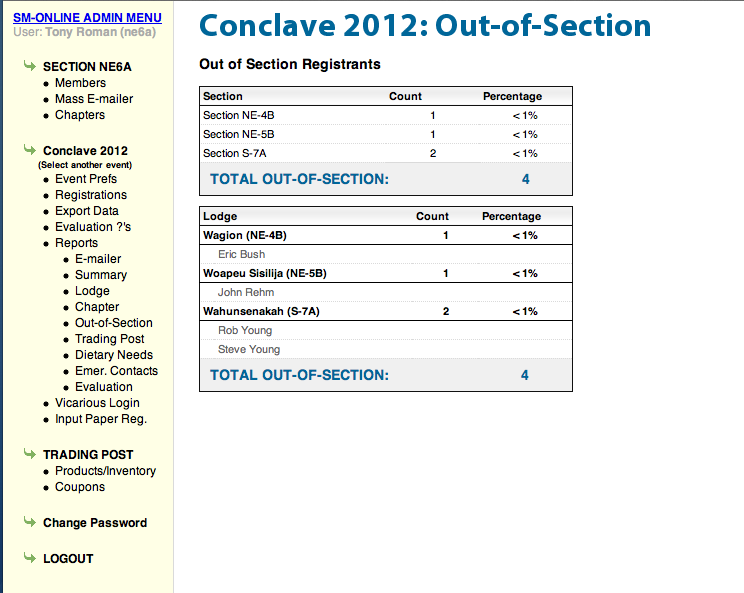 SM-ONLINE ADMIN MENU
User: Tony Roman (ne6a)
SECTION NE6A
Members
Mass E-mailer
Chapters
Conclave 2012
(Select another event)
Event Prefs
Registrations
Export Data
Evaluation ?'s
Reports
E-mailer
Summary
Lodge
Chapter
Out-of-Section
Trading Post
Dietary Needs
Emer. Contacts
Evaluation
Vicarious Login
Input Paper Reg.
TRADING POST
Products/Inventory
Coupons
Change Password
LOGOUT
Conclave 2012: Out-of-Section
Out of Section Registrants
Section Count Percentage
Section NE-4B 1 <1%
Section NE-5B 1 <1%
Section S-7A 2 <1%
TOTAL OUT-OF-SECTION: 4
Lodge Count Percentage
Wagion (NE-4B) 1 <1%
Eric Bush
Woapeu Sisilija (NE-5B) 1 <1%
John Rehm
Wahunsenakah (S-7A) 2 <1%
Rob Young
Steve Young
TOTAL OUT-OF-SECTION: 4